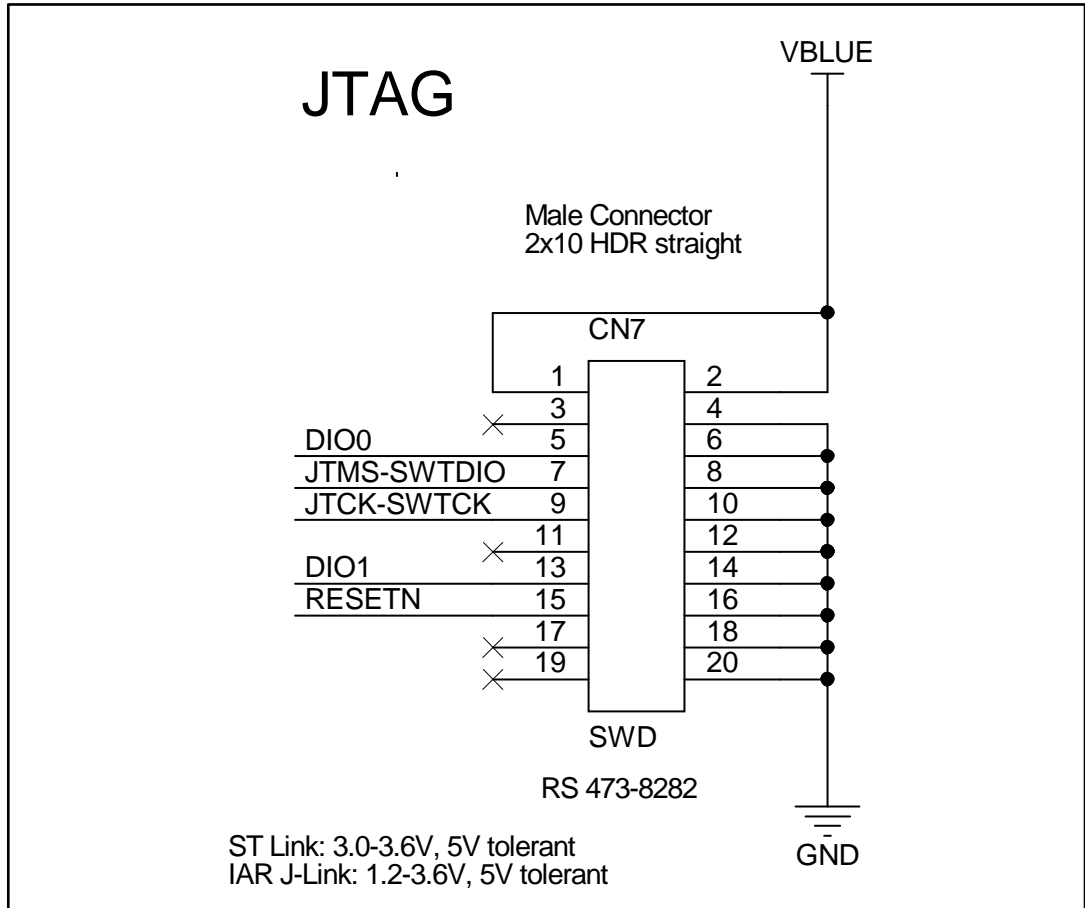 VBLUE
JTAG
Male Connector
2x10 HDR straight
CN7
1 2
3 4
DIO0 5 6
JTMS-SWTDIO 7 8
JTCK-SWTCK 9 10
11 12
DIO1 13 14
RESETN 15 16
17 18
19 20
SWD
RS 473-8282
GND
ST Link: 3.0-3.6V, 5V tolerant
IAR J-Link: 1.2-3.6V, 5V tolerant